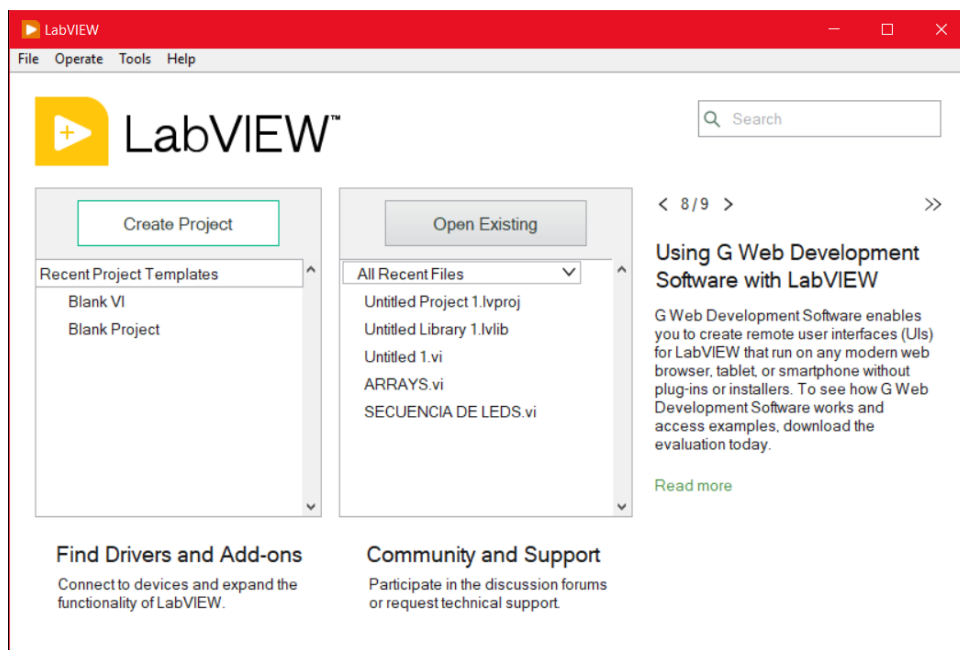 LabVIEW
File Operate Tools Help
LabVIEW™
Search
Create Project
Recent Project Templates
Blank VI
Blank Project
Open Existing
All Recent Files
Untitled Project 1.lvproj
Untitled Library 1.lvlib
Untitled 1.vi
ARRAYS.vi
SECUENCIA DE LEDS.vi
8/9
Using G Web Development
Software with LabVIEW
G Web Development Software enables
you to create remote user interfaces (UIs)
for LabVIEW that run on any modern web
browser, tablet, or smartphone without
plug-ins or installers. To see how G Web
Development Software works and
access examples, download the
evaluation today.
Read more
Find Drivers and Add-ons
Connect to devices and expand the
functionality of LabVIEW.
Community and Support
Participate in the discussion forums
or request technical support.